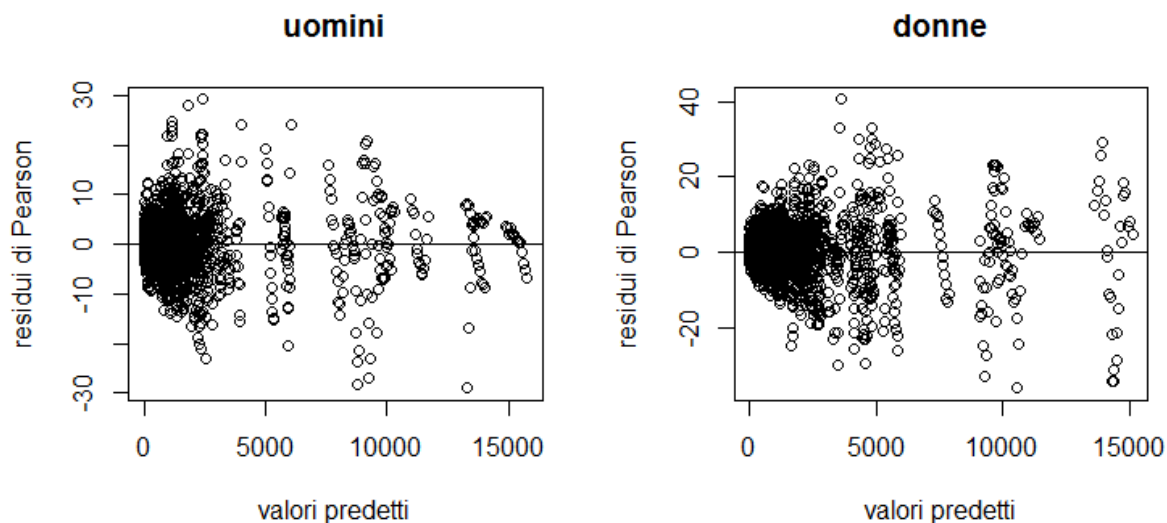 uomini
residui di Pearson
30
10
0
-10
-30
0
5000
10000
15000
valori predetti
donne
residui di Pearson
40
20
0
-20
0
5000
10000
15000
valori predetti